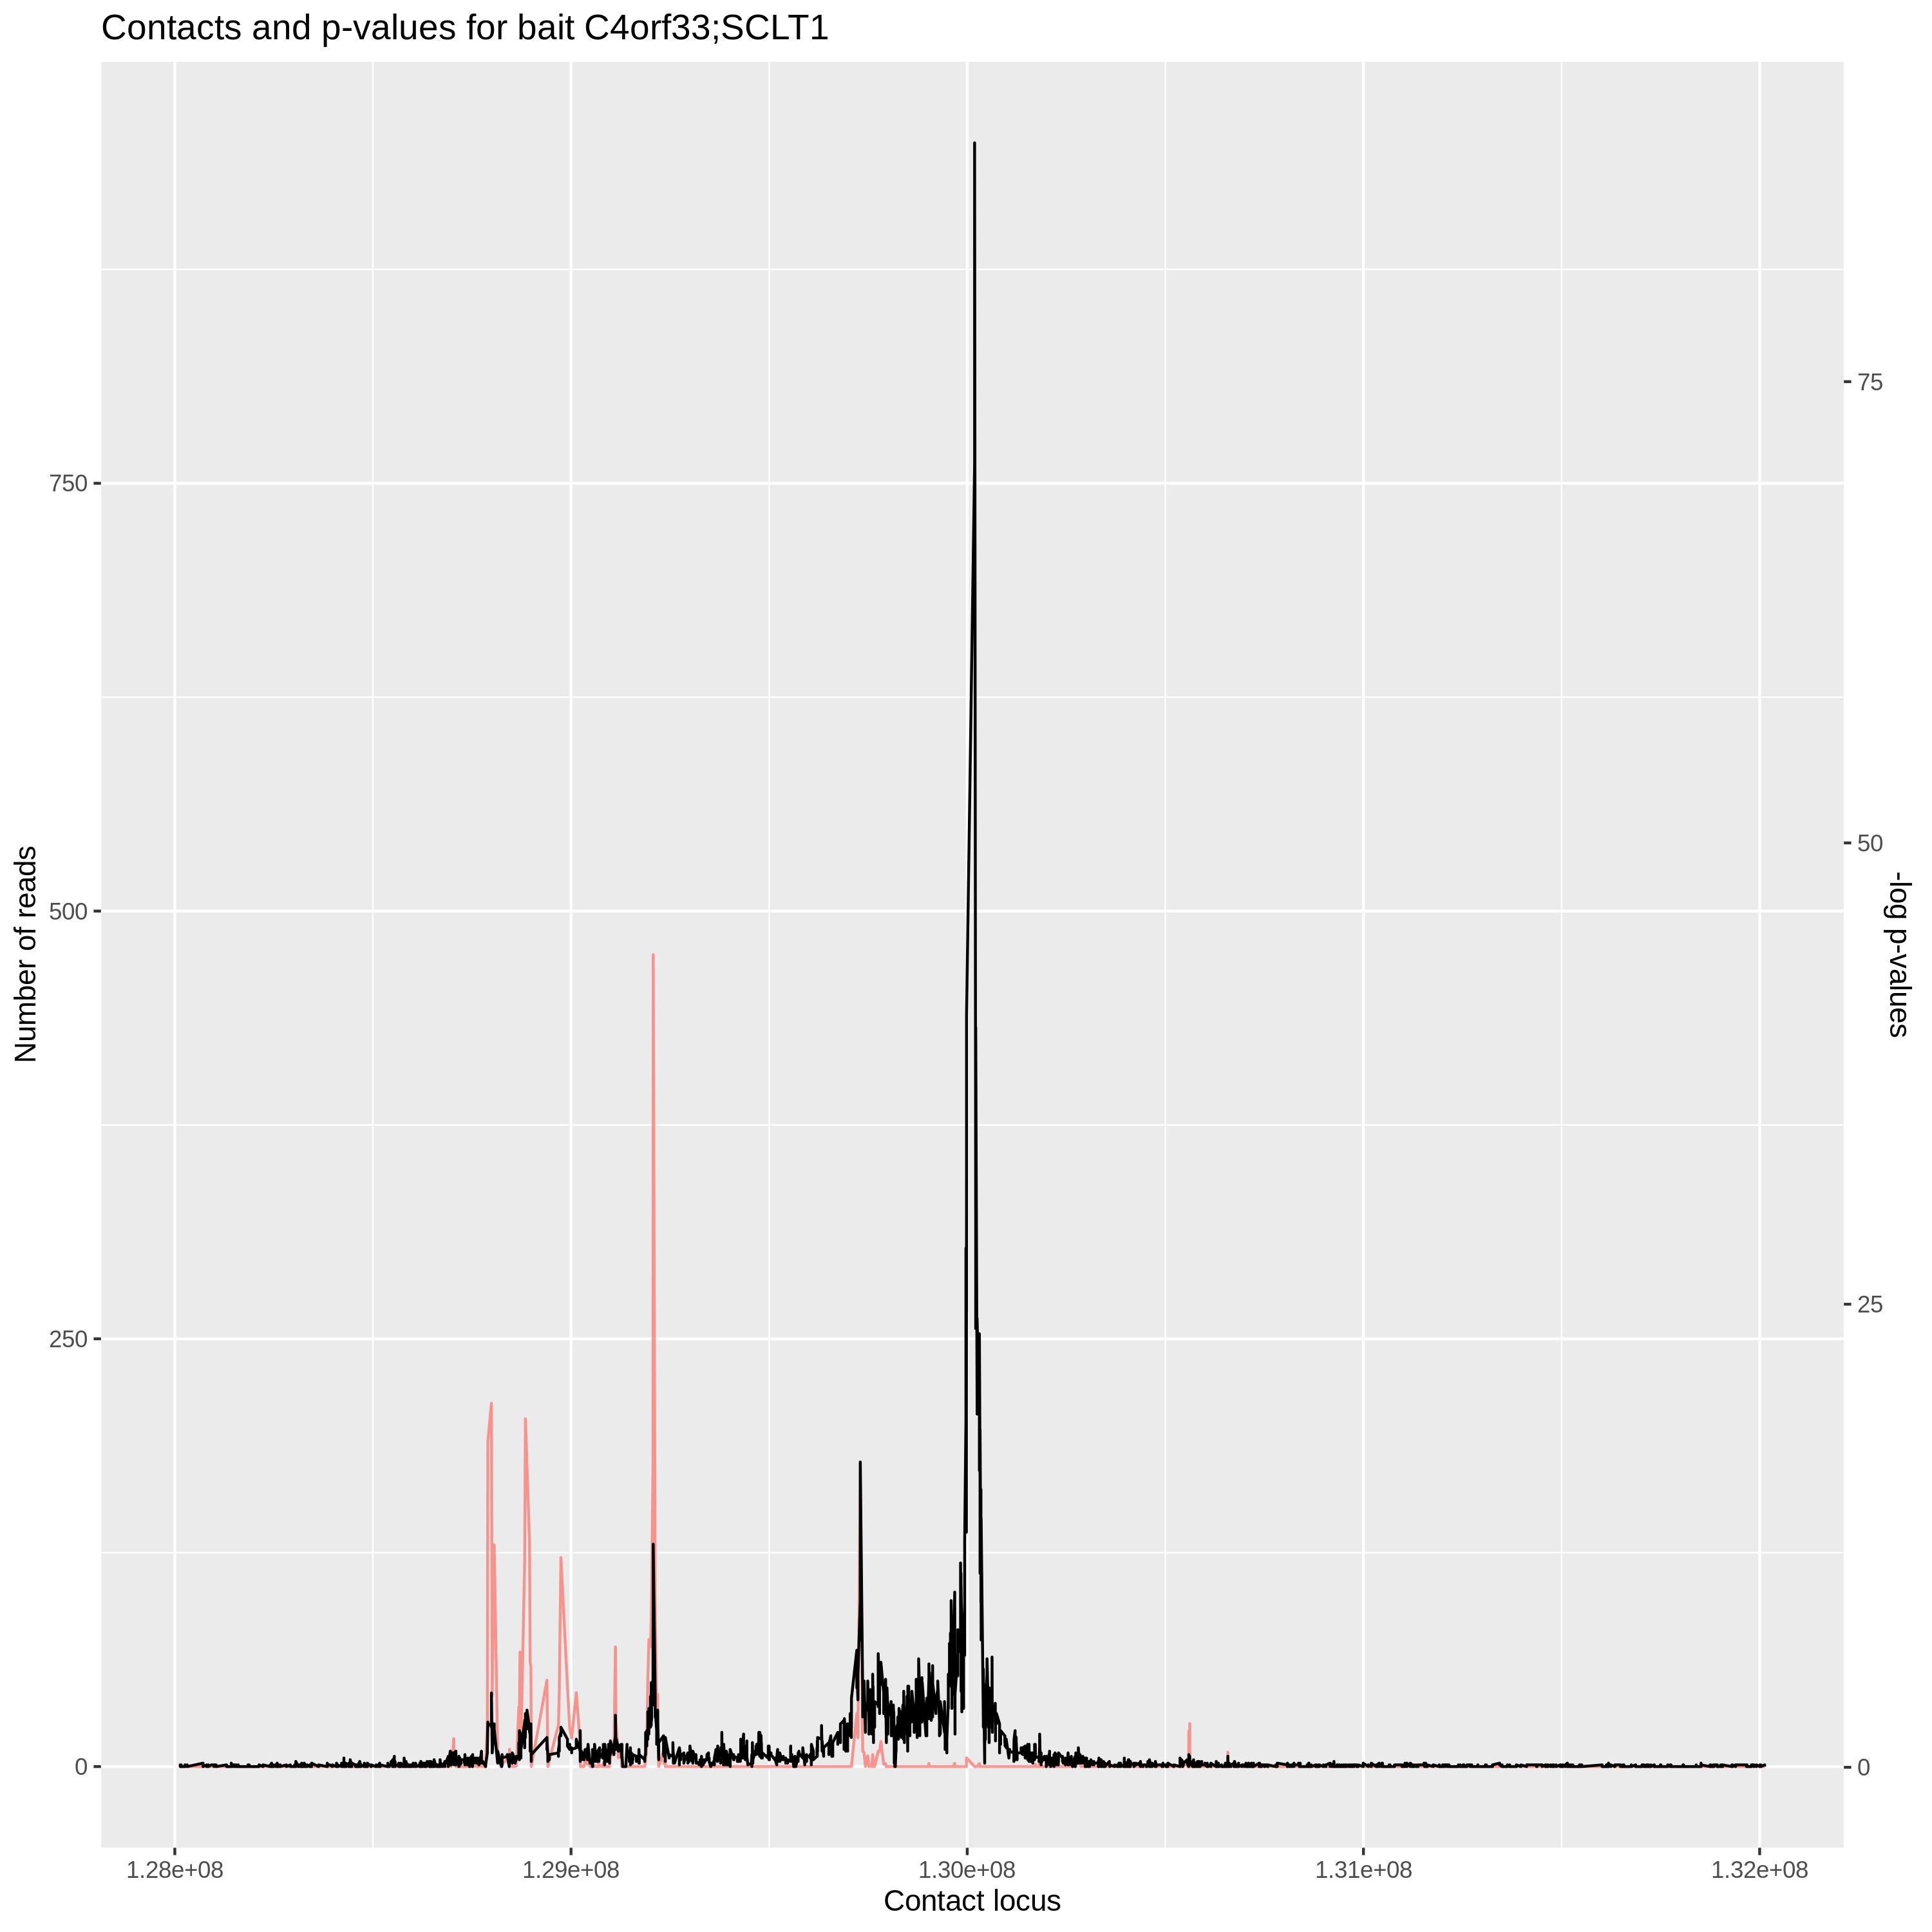 Contacts and p-values for bait C4orf33;SCLT1
Number of reads
750
500
250
0
75
50
25
0
-log p-values
1.28e+08
1.29e+08
1.30e+08
1.31e+08
1.32e+08
Contact locus